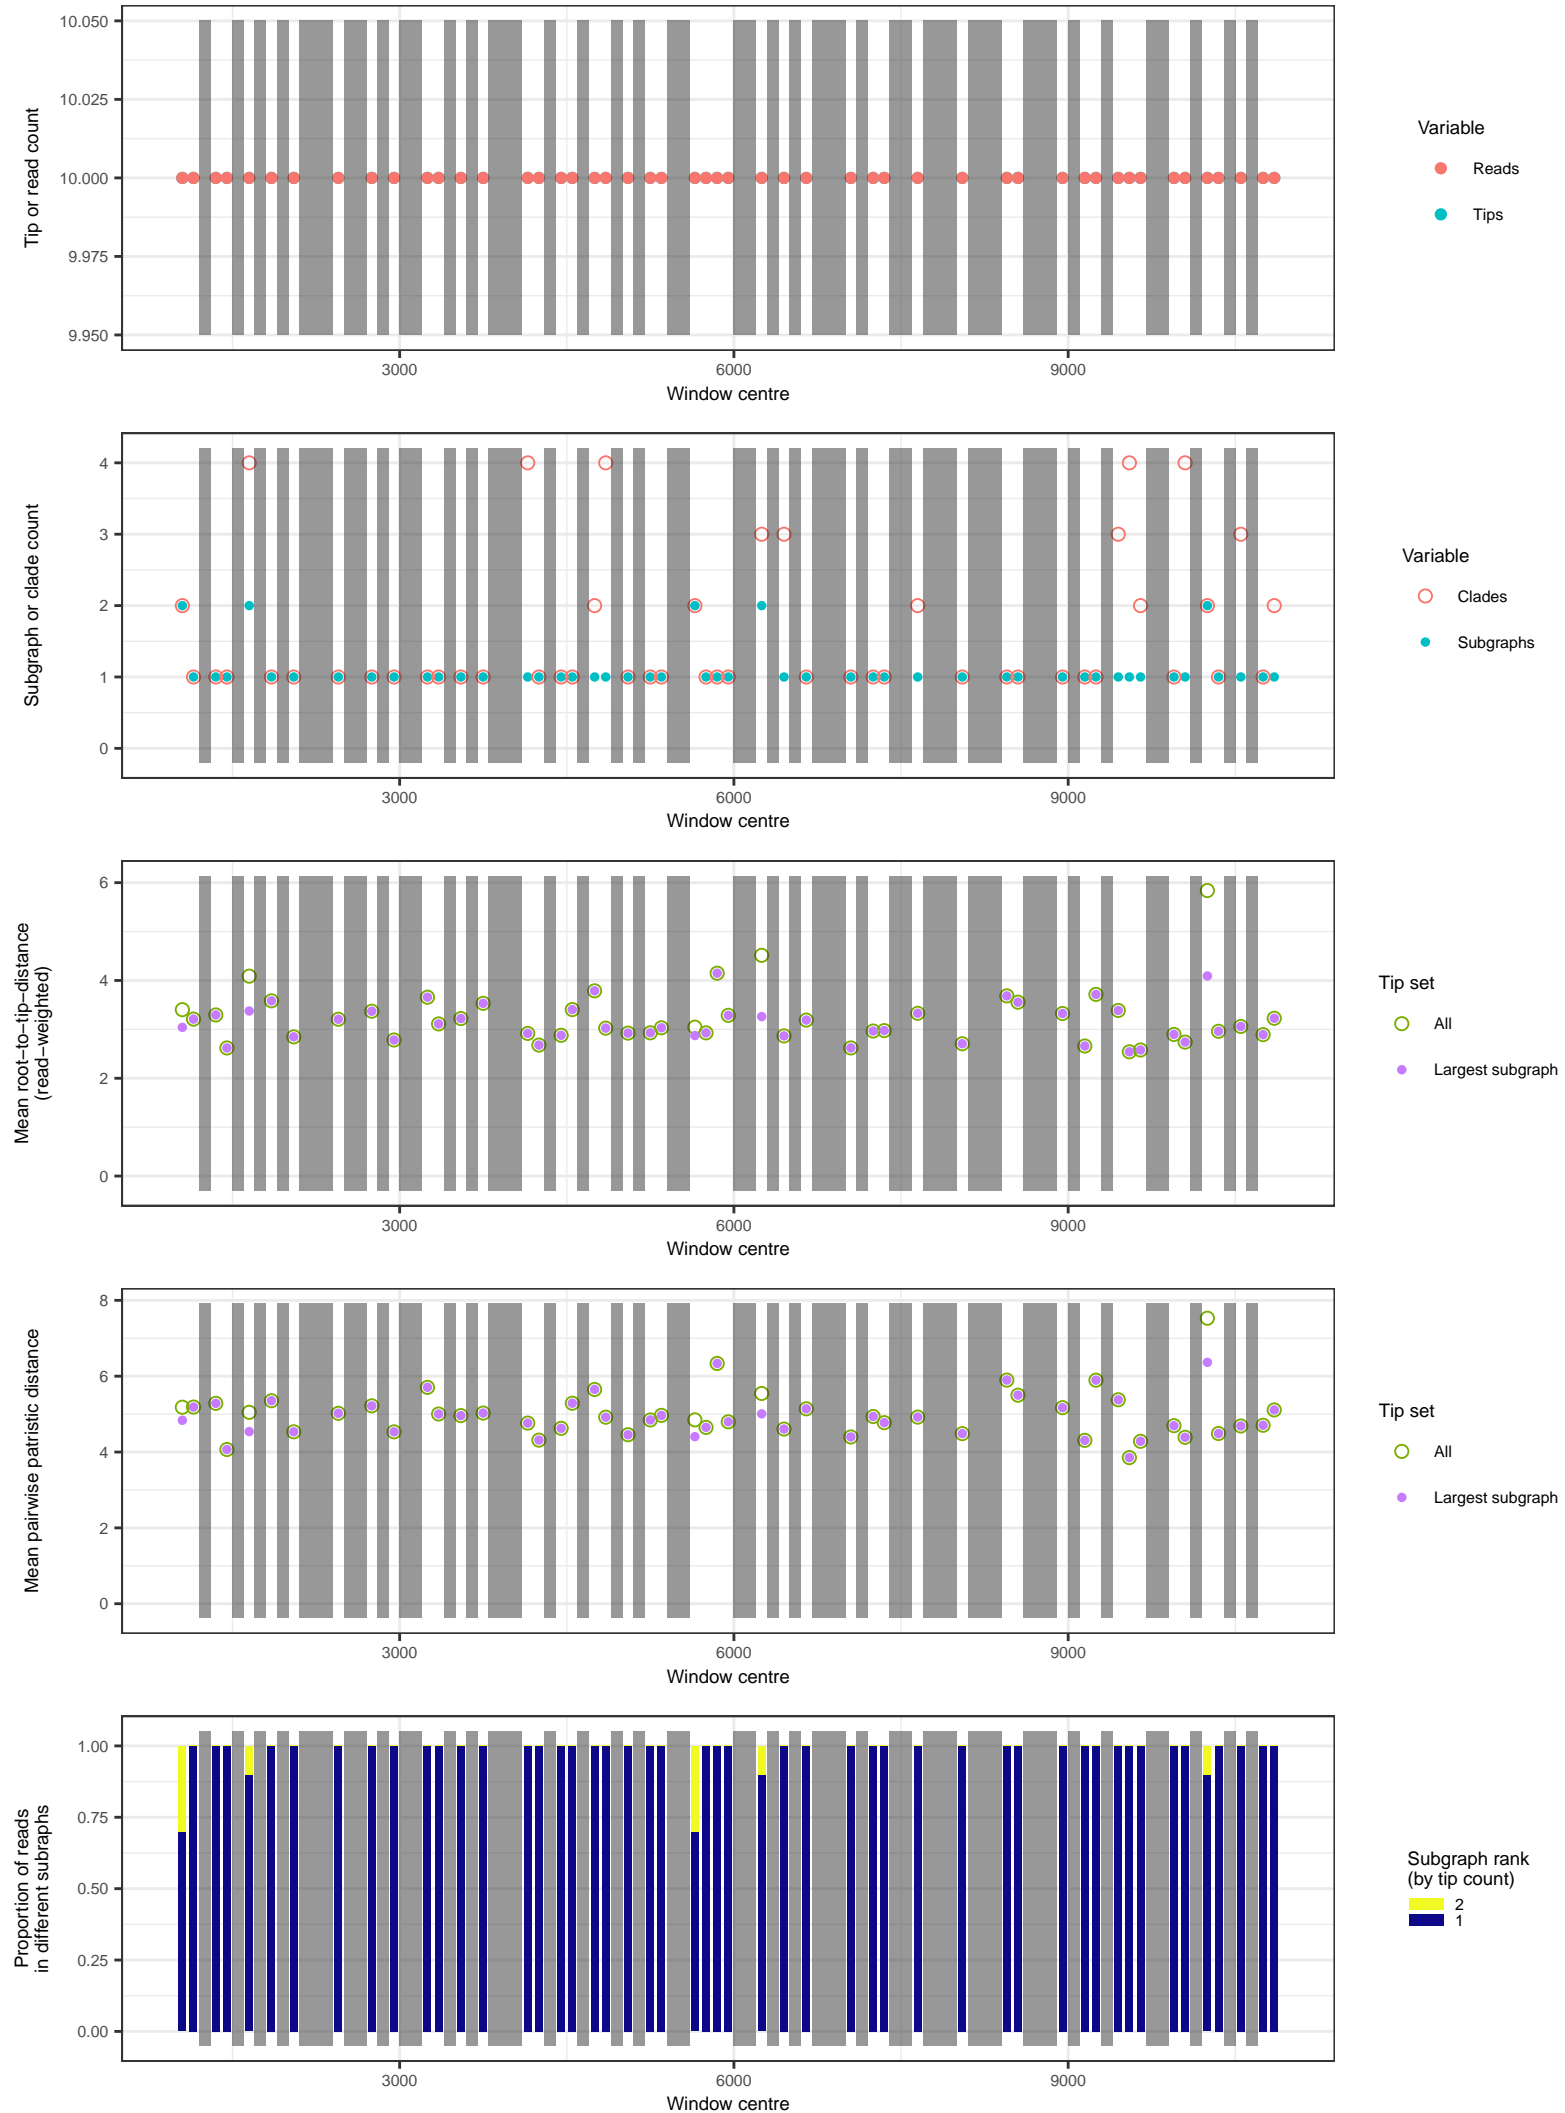 10.050
10.025
10.000
9.975
9.950
Tip or read count
3000
6000
9000
Window centre
Variable
Reads
Tips
4
3
2
1
0
Subgraph or clade count
3000
6000
9000
Window centre
Variable
Clades
Subgraphs
6
4
2
0
Mean root−to−tip−distance
(read−weighted)
3000
6000
9000
Window centre
Tip set
All
Largest subgraph
8
6
4
2
0
Mean pairwise patristic distance
3000
6000
9000
Window centre
Tip set
All
Largest subgraph
1.00
0.75
0.50
0.25
0.00
Proportion of reads
in different subraphs
3000
6000
9000
Window centre
Subgraph rank
(by tip count)
2
1